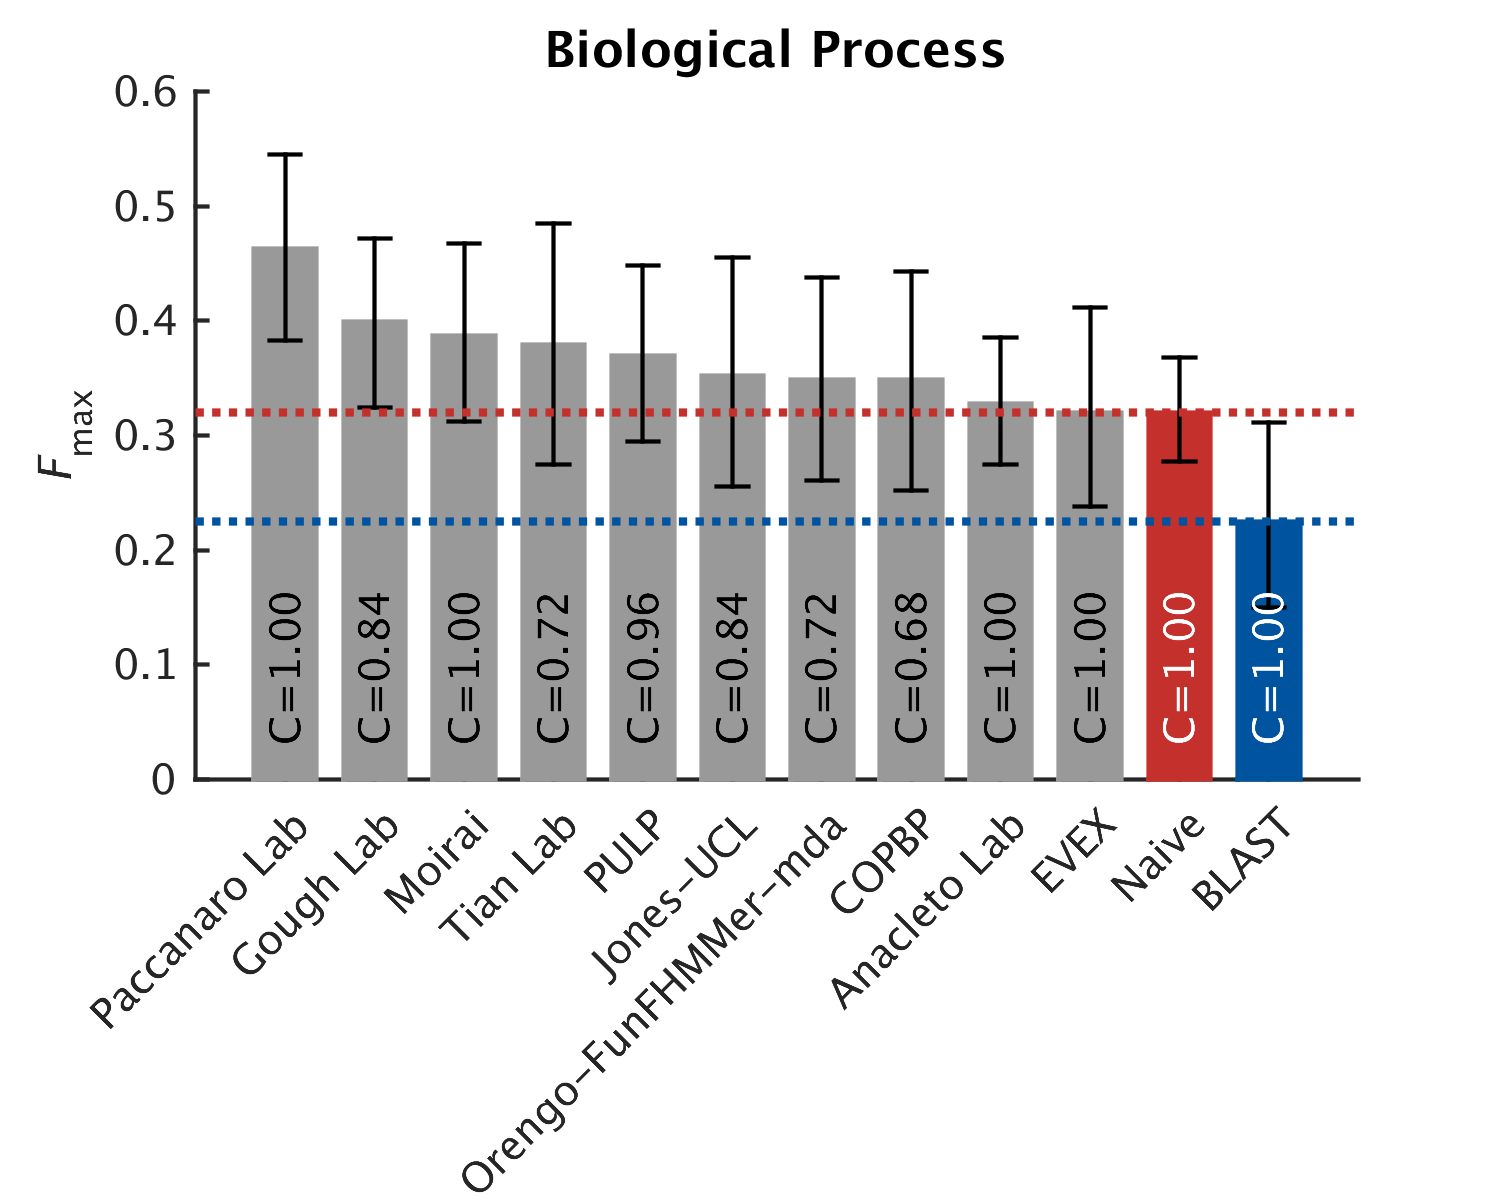 Biological Process
0.6
0.5
0.4
0.3
0.2
0.1
0
Fmax
C=1.00
C=0.84
C=1.00
C=0.72
C=0.96
C=0.84
C=0.72
C=0.68
C=1.00
C=1.00
C=1.00
C=1.00
Paccanaro Lab
Gough Lab
Moirai
Tian Lab
PULP
Jones-UCL
Orengo-FunFHMMer-mda
COPBP
Anacleto Lab
EVEX
Naive
BLAST